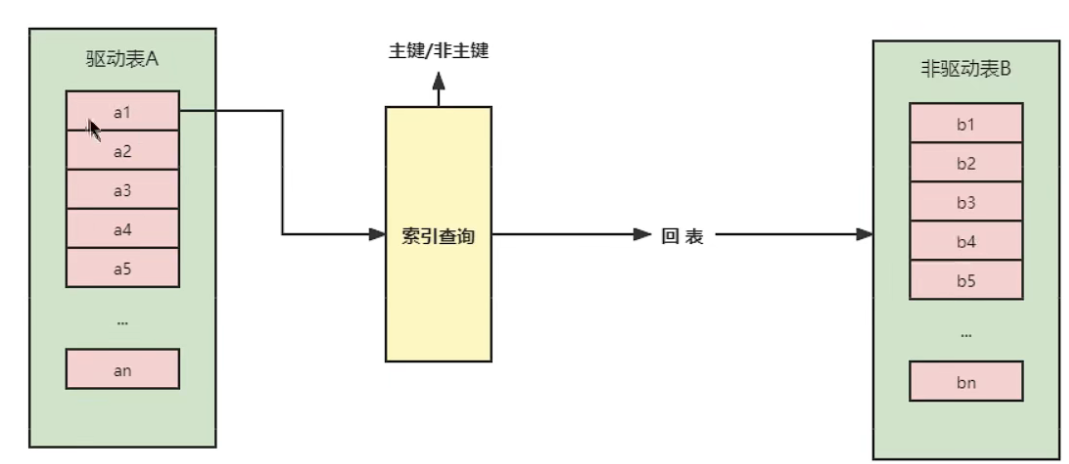 驱动表A
a1
a2
a3
a4
a5
...
an
主键/非主键
索引查询
回 表
非驱动表B
b1
b2
b3
b4
b5
...
bn